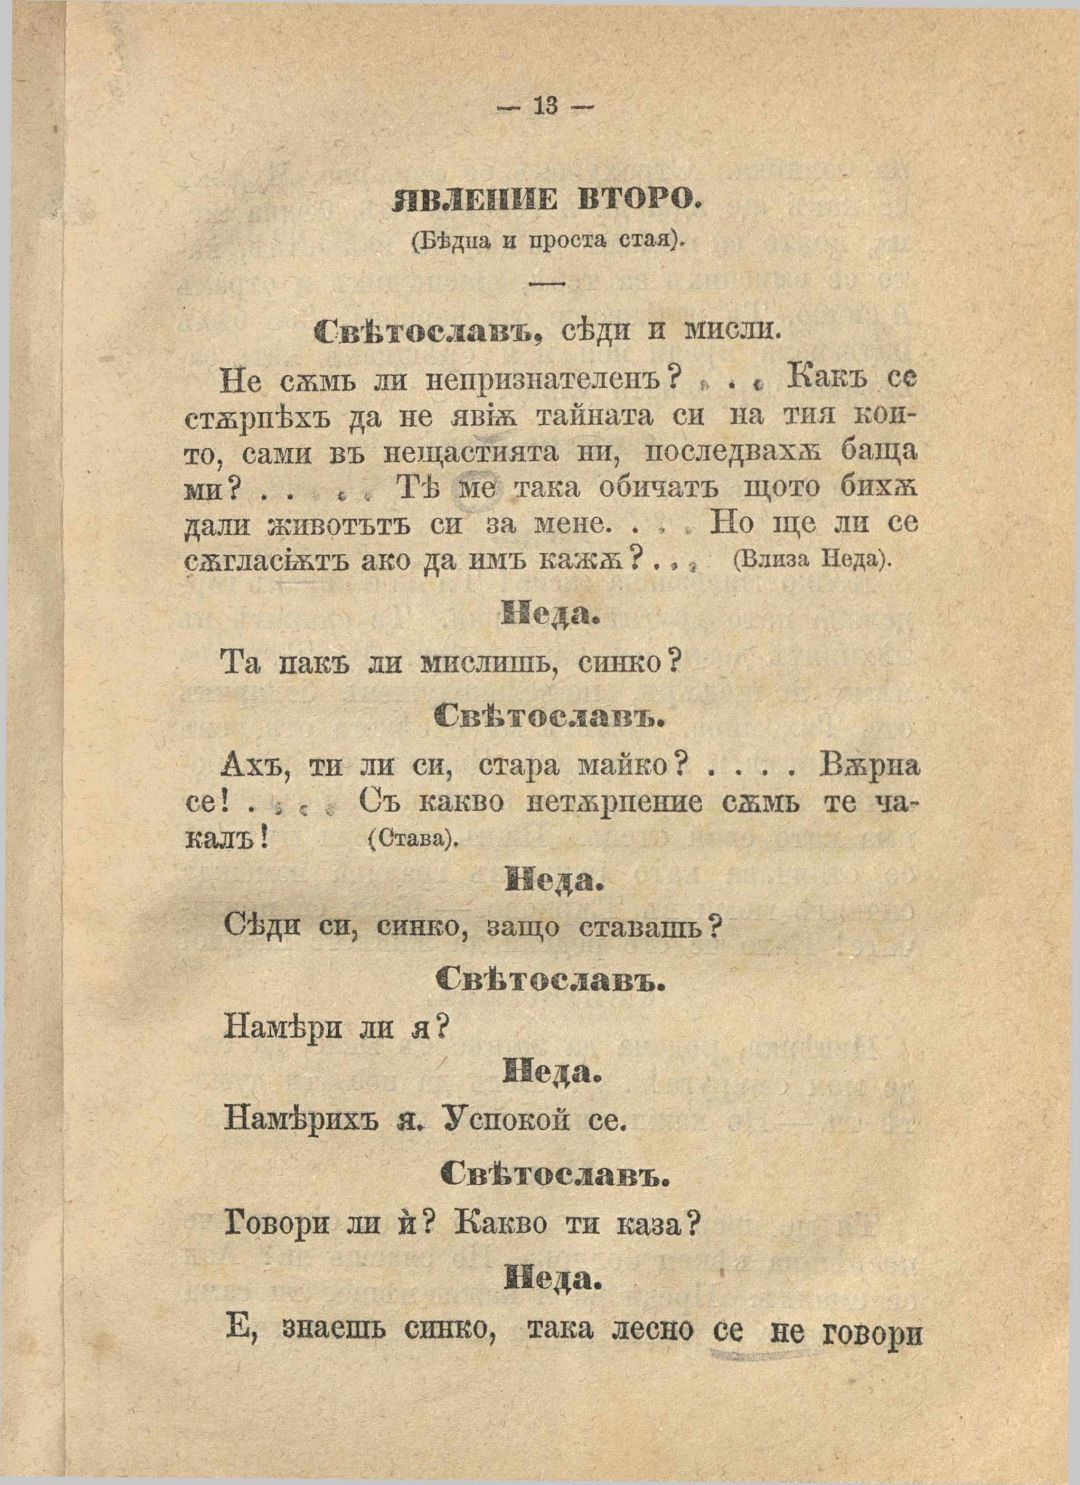 — 13 —
ЯВЛЕНИЕ ВТОРО.
(Бѣдна и проста стая).
Свѣтославъ, сѣди и мисли.
Не сѫмь ли непризнателенъ? . . . Какъ се
стѫрпѣхъ да не явіѫ тайната си на тия кои-
то, сами въ нещастията ни, последвахѫ баща
ми? . . . . . Тѣ ме така обичатъ щото бихѫ
дали животътъ си за мене. . . . Но ще ли се
сѫгласіѫтъ ако да имъ кажѫ? . . . (Влиза Неда).
Неда.
Та пакъ ли мислишь, синко?
Свѣтославъ.
Ахъ, ти ли си, стара майко? . . . . Вѫрна
се! . . . . Съ какво нетѫрпение сѫмь те ча-
калъ! (Става).
Неда.
Сѣди си, синко, защо ставашь?
Свѣтославъ.
Намѣри ли я?
Неда.
Намѣрихъ я. Успокой се.
Свѣтославъ.
Говори ли ѝ? Какво ти каза?
Неда.
Е, знаешь синко, така лесно се не говори